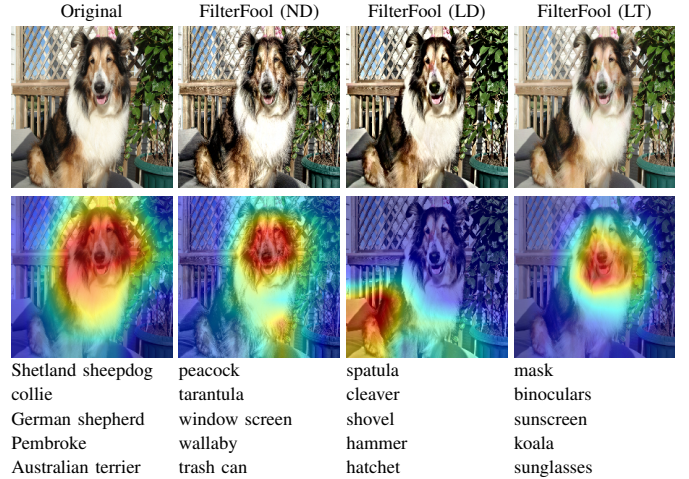 Original FilterFool (ND) FilterFool (LD) FilterFool (LT)
Shetland sheepdog peacock spatula mask
collie tarantula cleaver binoculars
German shepherd window screen shovel sunscreen
Pembroke wallaby hammer koala
Australian terrier trash can hatchet sunglasses